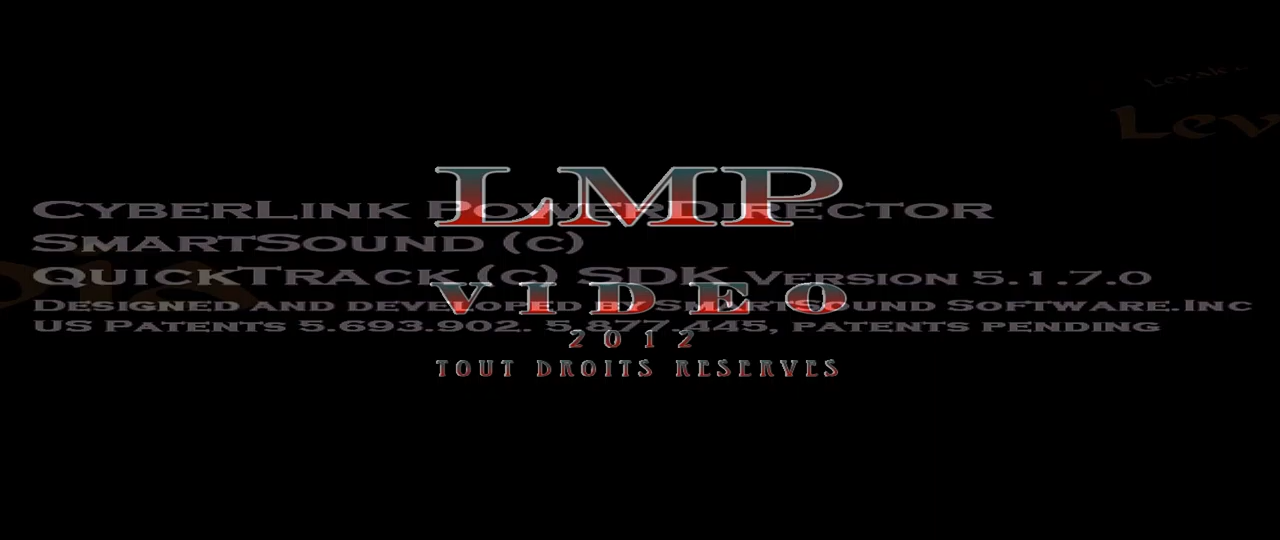 LMP
CyberLink PowerDirector
SmartSound (c)
QuickTrack (c) SDK Version 5.1.7.0
VIDEO
Designed and developed by SmartSound Software.Inc
US Patents 5.693.902. 5,877,445, patents pending
2012
TOUT DROITS RESERVES